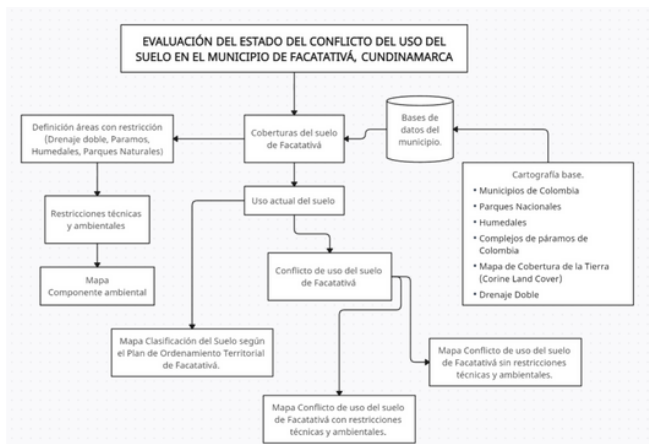 EVALUACIÓN DEL ESTADO DEL CONFLICTO DEL USO DEL
SUELO EN EL MUNICIPIO DE FACATATIVÁ, CUNDINAMARCA
Definición áreas con restricción
(Drenaje doble, Paramos,
Humedales, Parques Naturales)
Coberturas del suelo
de Facatativá
Bases de
datos del
municipio.
Cartografía base.
• Municipios de Colombia
• Parques Nacionales
• Humedales
• Complejos de páramos de
Colombia
• Mapa de Cobertura de la Tierra
(Corine Land Cover)
• Drenaje Doble
Restricciones técnicas
y ambientales
Uso actual del suelo
Mapa
Componente ambiental
Conflicto de uso del suelo
de Facatativá
Mapa Clasificación del Suelo según
el Plan de Ordenamiento Territorial
de Facatativá.
Mapa Conflicto de uso del suelo
de Facatativá sin restricciones
técnicas y ambientales.
Mapa Conflicto de uso del suelo
de Facatativá con restricciones
técnicas y ambientales.